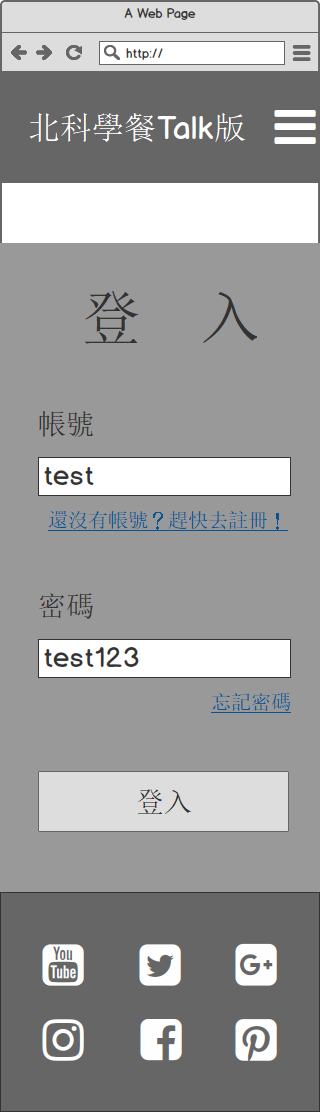 A Web Page
http://
北科學餐Talk版
登 入
帳號
test
還沒有帳號？趕快去註冊！
密碼
test123
忘記密碼
登入
You
Tube
G+